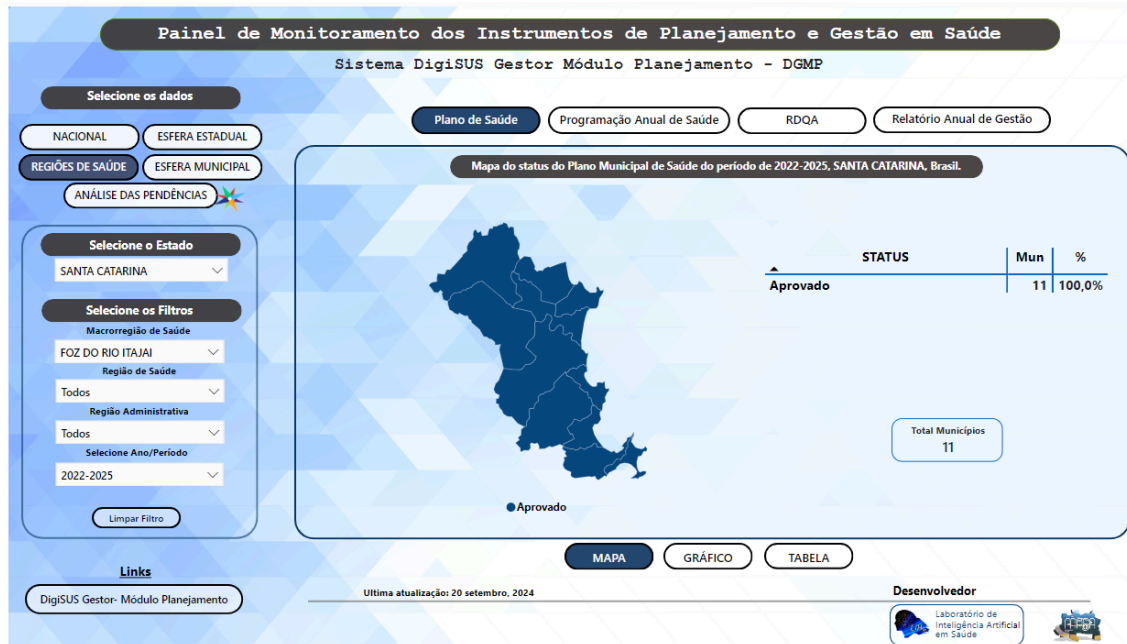 Painel de Monitoramento dos Instrumentos de Planejamento e Gestão em Saúde
Sistema DigiSUS Gestor Módulo Planejamento - DGMP
Selecione os dados
NACIONAL
ESFERA ESTADUAL
REGIÕES DE SAÚDE
ESFERA MUNICIPAL
ANÁLISE DAS PENDÊNCIAS
Selecione o Estado
SANTA CATARINA
Selecione os Filtros
Macrorregião de Saúde
FOZ DO RIO ITAJAI
Região de Saúde
Todos
Região Administrativa
Todos
Selecione Ano/Período
2022-2025
Limpar Filtro
Links
DigiSUS Gestor- Módulo Planejamento
Plano de Saúde
Programação Anual de Saúde
RDQA
Relatório Anual de Gestão
Mapa do status do Plano Municipal de Saúde do período de 2022-2025, SANTA CATARINA, Brasil.
STATUS Mun %
Aprovado 11 100,0%
Total Municípios
11
Aprovado
MAPA
GRÁFICO
TABELA
Ultima atualização: 20 setembro, 2024
Desenvolvedor
Laboratório de
Inteligência Artificial
em Saúde